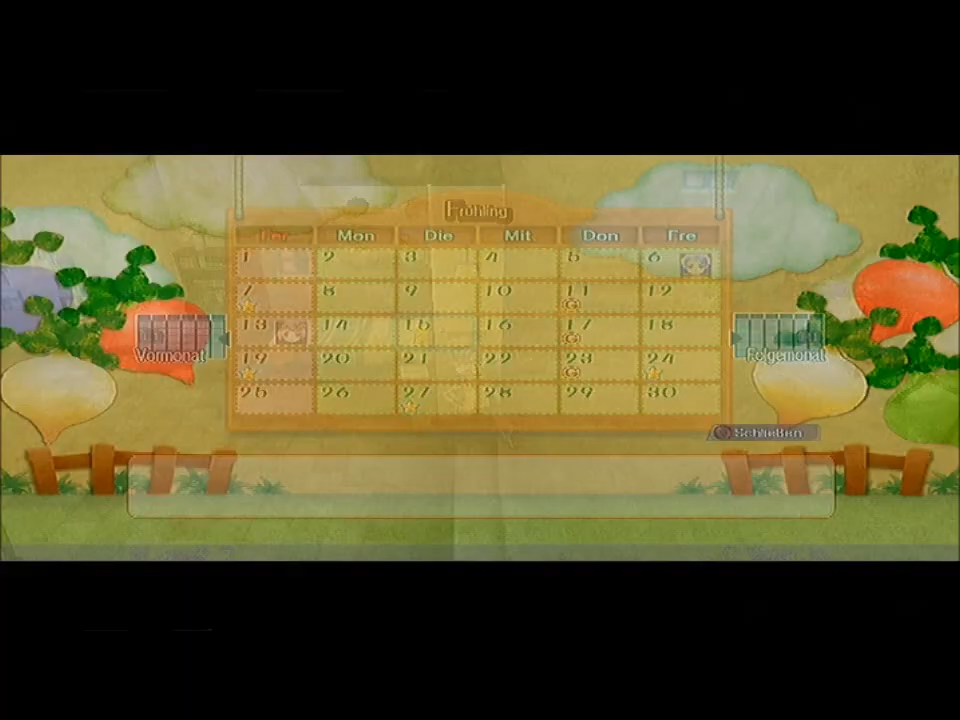 Frühling
Fer Mon Die Mit Don Fre
1 2 3 4 5 6
7 8 9 10 11 12
G
13 14 15 16 17 18
G
Vormonat
Folgemonat
19 20 21 22 23 24
G
25 26 27 28 29 30
Schließen